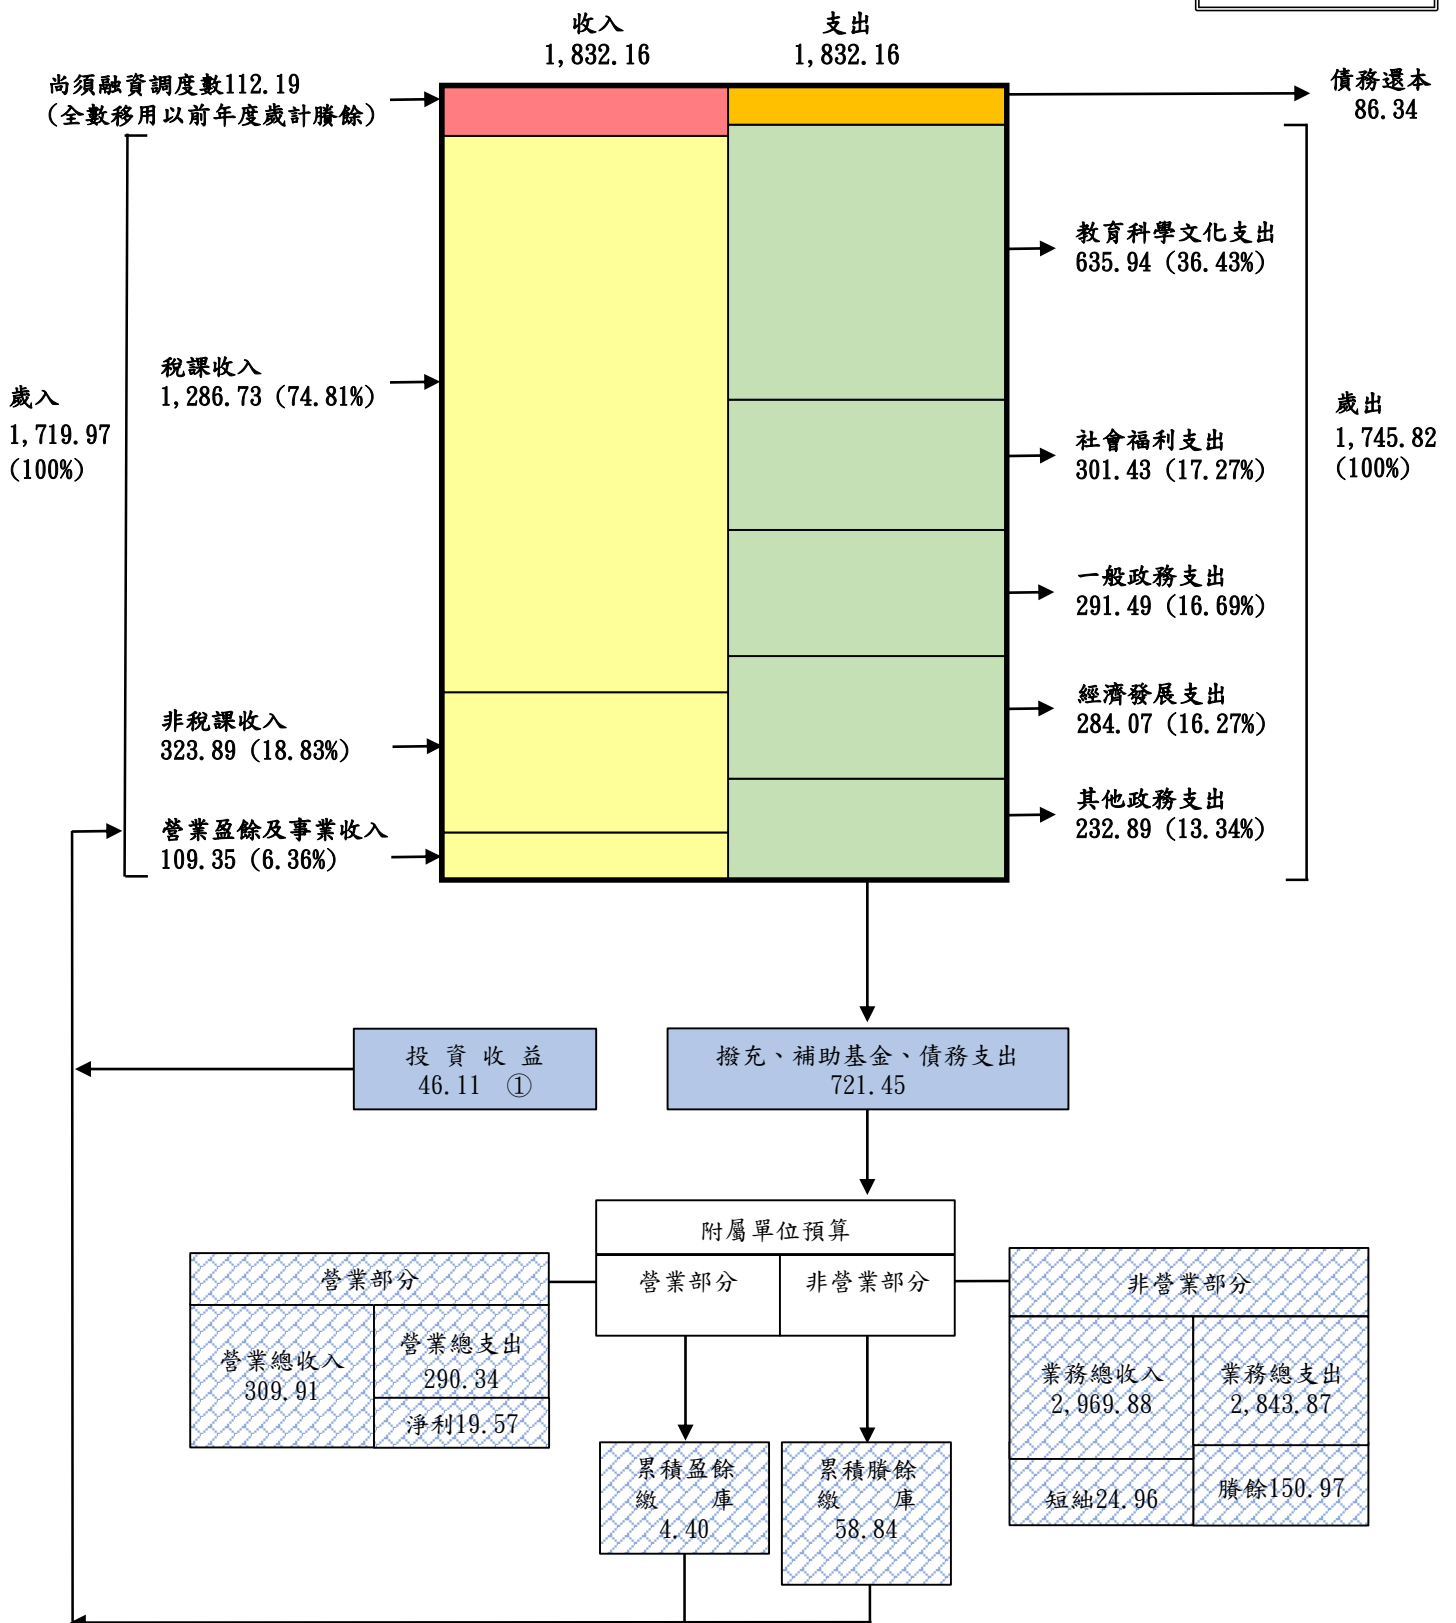 收入
1,832.16
支出
1,832.16
尚須融資調度數112.19
(全數移用以前年度歲計賸餘)
債務還本
86.34
教育科學文化支出
635.94 (36.43%)
稅課收入
1,286.73 (74.81%)
歲入
1,719.97
(100%)
歲出
1,745.82
(100%)
社會福利支出
301.43 (17.27%)
一般政務支出
291.49 (16.69%)
非稅課收入
323.89 (18.83%)
經濟發展支出
284.07 (16.27%)
營業盈餘及事業收入
109.35 (6.36%)
其他政務支出
232.89 (13.34%)
投資收益
46.11 ①
撥充、補助基金、債務支出
721.45
附屬單位預算
營業部分
非營業部分
營業部分
營業總收入
309.91
營業總支出
290.34
淨利19.57
非營業部分
業務總收入
2,969.88
業務總支出
2,843.87
短絀24.96
賸餘150.97
累積盈餘
繳 庫
4.40
累積賸餘
繳 庫
58.84